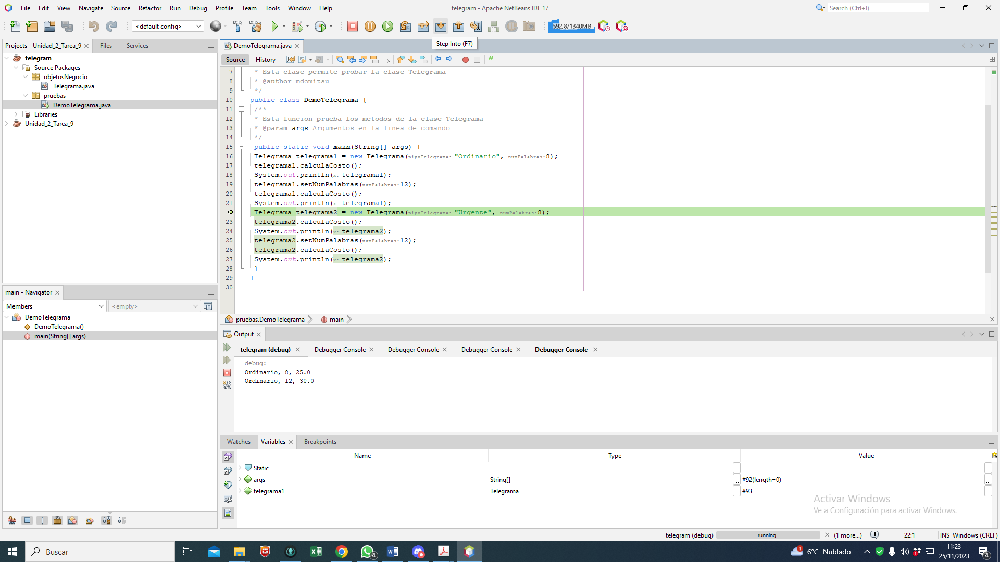 File Edit View Navigate Source Refactor Run Debug Profile Team Tools Window Help
telegram - Apache NetBeans IDE 17
Search (Ctrl+I)
<default config>
592,8/1340MB
Step Into (F7)
Projects - Unidad_2_Tarea_9
Files
Services
telegram
Source Packages
objetosNegocio
Telegrama.java
pruebas
DemoTelegrama.java
Libraries
Unidad_2_Tarea_9
DemoTelegrama.java
Source History
7 * Esta clase permite probar la clase Telegrama
8 * @author mdomitsu
9 */
10 public class DemoTelegrama {
11 /**
12 * Esta funcion prueba los metodos de la clase Telegrama
13 * @param args Argumentos en la linea de comando
14 */
15 public static void main(String[] args) {
16 Telegrama telegrama1 = new Telegrama(tipoTelegrama: "Ordinario", numPalabras:8);
17 telegrama1.calculaCosto();
18 System.out.println(x: telegrama1);
19 telegrama1.setNumPalabras(numPalabras:12);
20 telegrama1.calculaCosto();
21 System.out.println(x: telegrama1);
Telegrama telegrama2 = new Telegrama(tipoTelegrama: "Urgente", numPalabras:8);
23 telegrama2.calculaCosto();
24 System.out.println(x: telegrama2);
25 telegrama2.setNumPalabras(numPalabras:12);
26 telegrama2.calculaCosto();
27 System.out.println(x: telegrama2);
28 }
29 }
30
pruebas.DemoTelegrama
main
main - Navigator
Members
<empty>
DemoTelegrama
DemoTelegrama()
main(String[] args)
Output
telegram (debug)
Debugger Console
Debugger Console
Debugger Console
Debugger Console
debug:
Ordinario, 8, 25.0
Ordinario, 12, 30.0
Watches
Variables
Breakpoints
Name Type Value
Static
args String[] #92(length=0)
telegrama1 Telegrama #93
Activar Windows
Ve a Configuración para activar Windows.
telegram (debug)
running...
(1 more...)
1
22:1
INS
Windows (CRLF)
Buscar
4
1
6°C Nublado
11:23
25/11/2023
4